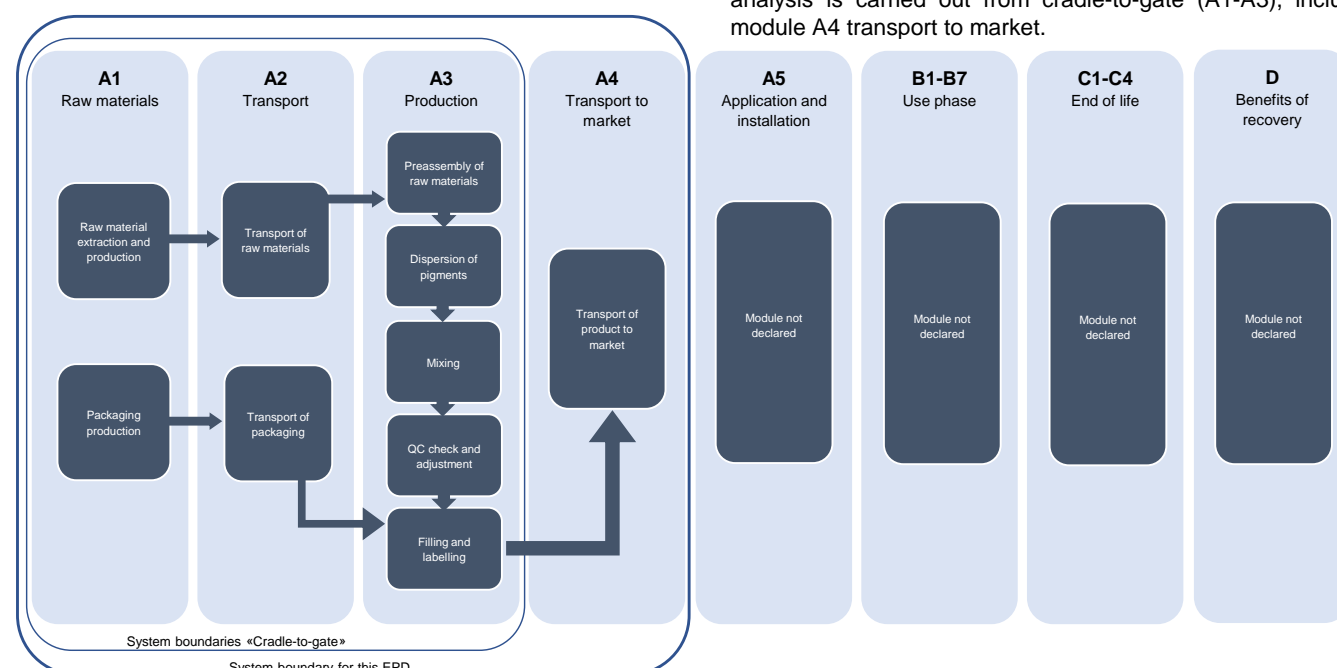 analysis is carried out from cradle-to-gate (A1-A3),
module A4 transport to market.
A1
Raw materials
A2
Transport
A3
Production
A4
Transport to
market
A5
Application and
installation
B1-B7
Use phase
C1-C4
End of life
D
Benefits of
recovery
Raw material
extraction and
production
Transport of
raw materials
Preassembly of
raw materials
Dispersion of
pigments
Mixing
QC check and
adjustment
Filling and
labelling
Packaging
production
Transport of
packaging
Transport of
product to
market
Module not
declared
Module not
declared
Module not
declared
Module not
declared
System boundaries «Cradle-to-gate»
System boundary for this EPD